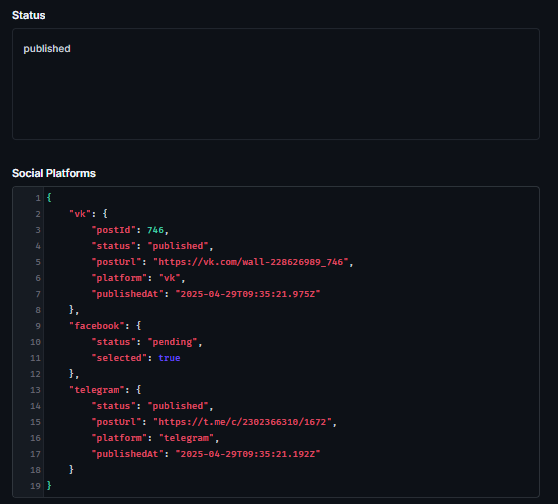 Status
published
Social Platforms
1 {
2 "vk": {
3 "postId": 746,
4 "status": "published",
5 "postUrl": "https://vk.com/wall-228626989_746",
6 "platform": "vk",
7 "publishedAt": "2025-04-29T09:35:21.975Z"
8 },
9 "facebook": {
10 "status": "pending",
11 "selected": true
12 },
13 "telegram": {
14 "status": "published",
15 "postUrl": "https://t.me/c/2302366310/1672",
16 "platform": "telegram",
17 "publishedAt": "2025-04-29T09:35:21.192Z"
18 }
19 }